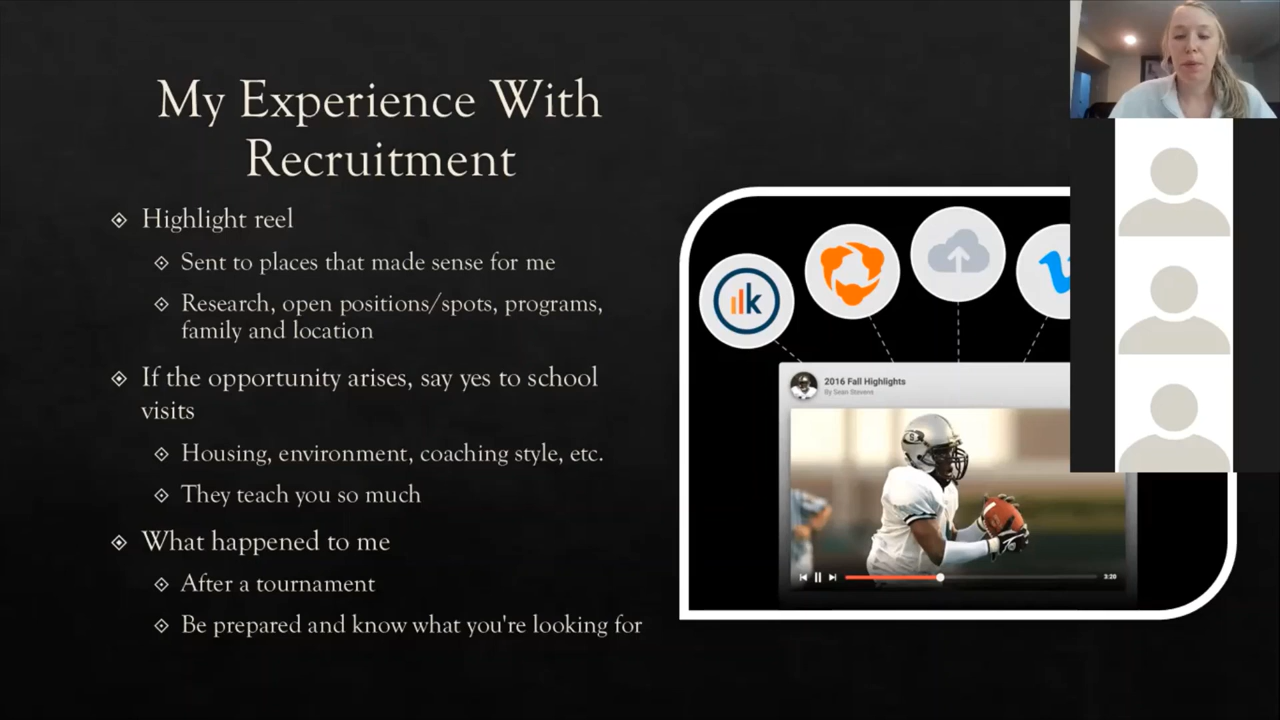 My Experience With
Recruitment
Highlight reel
Sent to places that made sense for me
Research, open positions/spots, programs,
family and location
If the opportunity arises, say yes to school
visits
Housing, environment, coaching style, etc.
They teach you so much
What happened to me
After a tournament
Be prepared and know what you're looking for
k
2016 Fall Highlights
By Sean Stevens
S
3:20